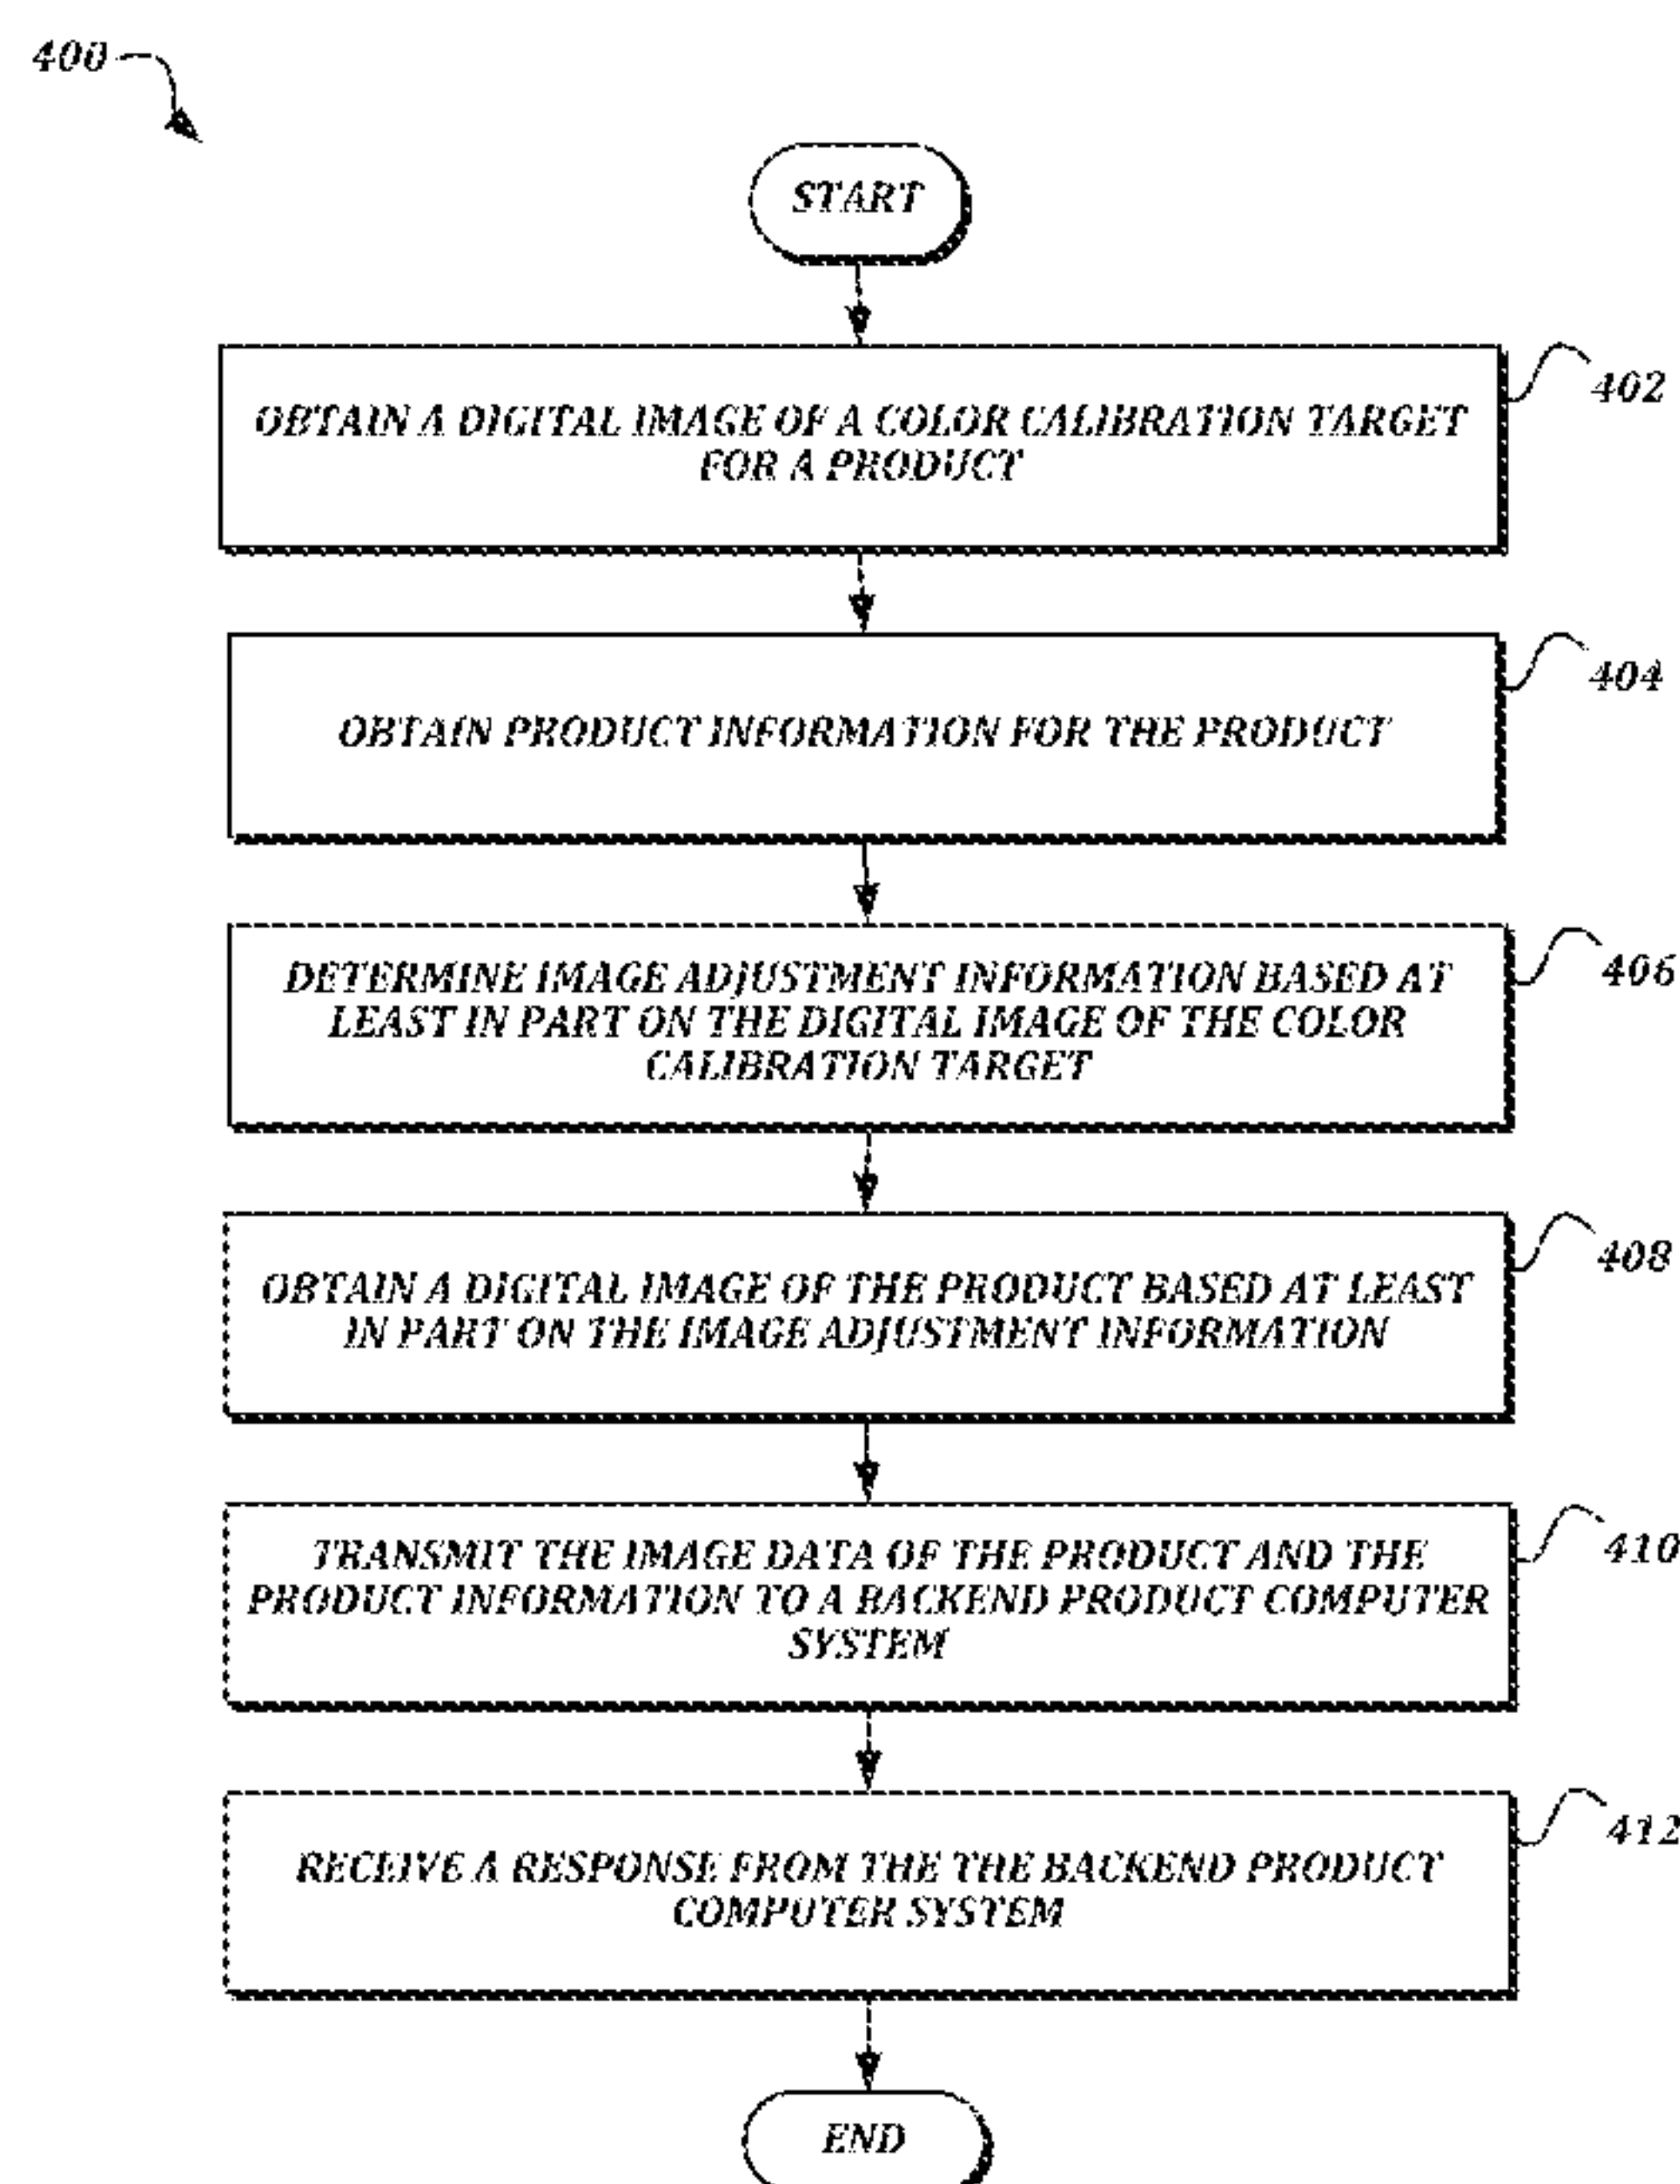 400
START
OBTAIN A DIGITAL IMAGE OF A COLOR CALIBRATION TARGET
FOR A PRODUCT
402
OBTAIN PRODUCT INFORMATION FOR THE PRODUCT
404
DETERMINE IMAGE ADJUSTMENT INFORMATION BASED AT
LEAST IN PART ON THE DIGITAL IMAGE OF THE COLOR
CALIBRATION TARGET
406
OBTAIN A DIGITAL IMAGE OF THE PRODUCT BASED AT LEAST
IN PART ON THE IMAGE ADJUSTMENT INFORMATION
408
TRANSMIT THE IMAGE DATA OF THE PRODUCT AND THE
PRODUCT INFORMATION TO A BACKEND PRODUCT COMPUTER
SYSTEM
410
RECEIVE A RESPONSE FROM THE THE BACKEND PRODUCT
COMPUTER SYSTEM
412
END